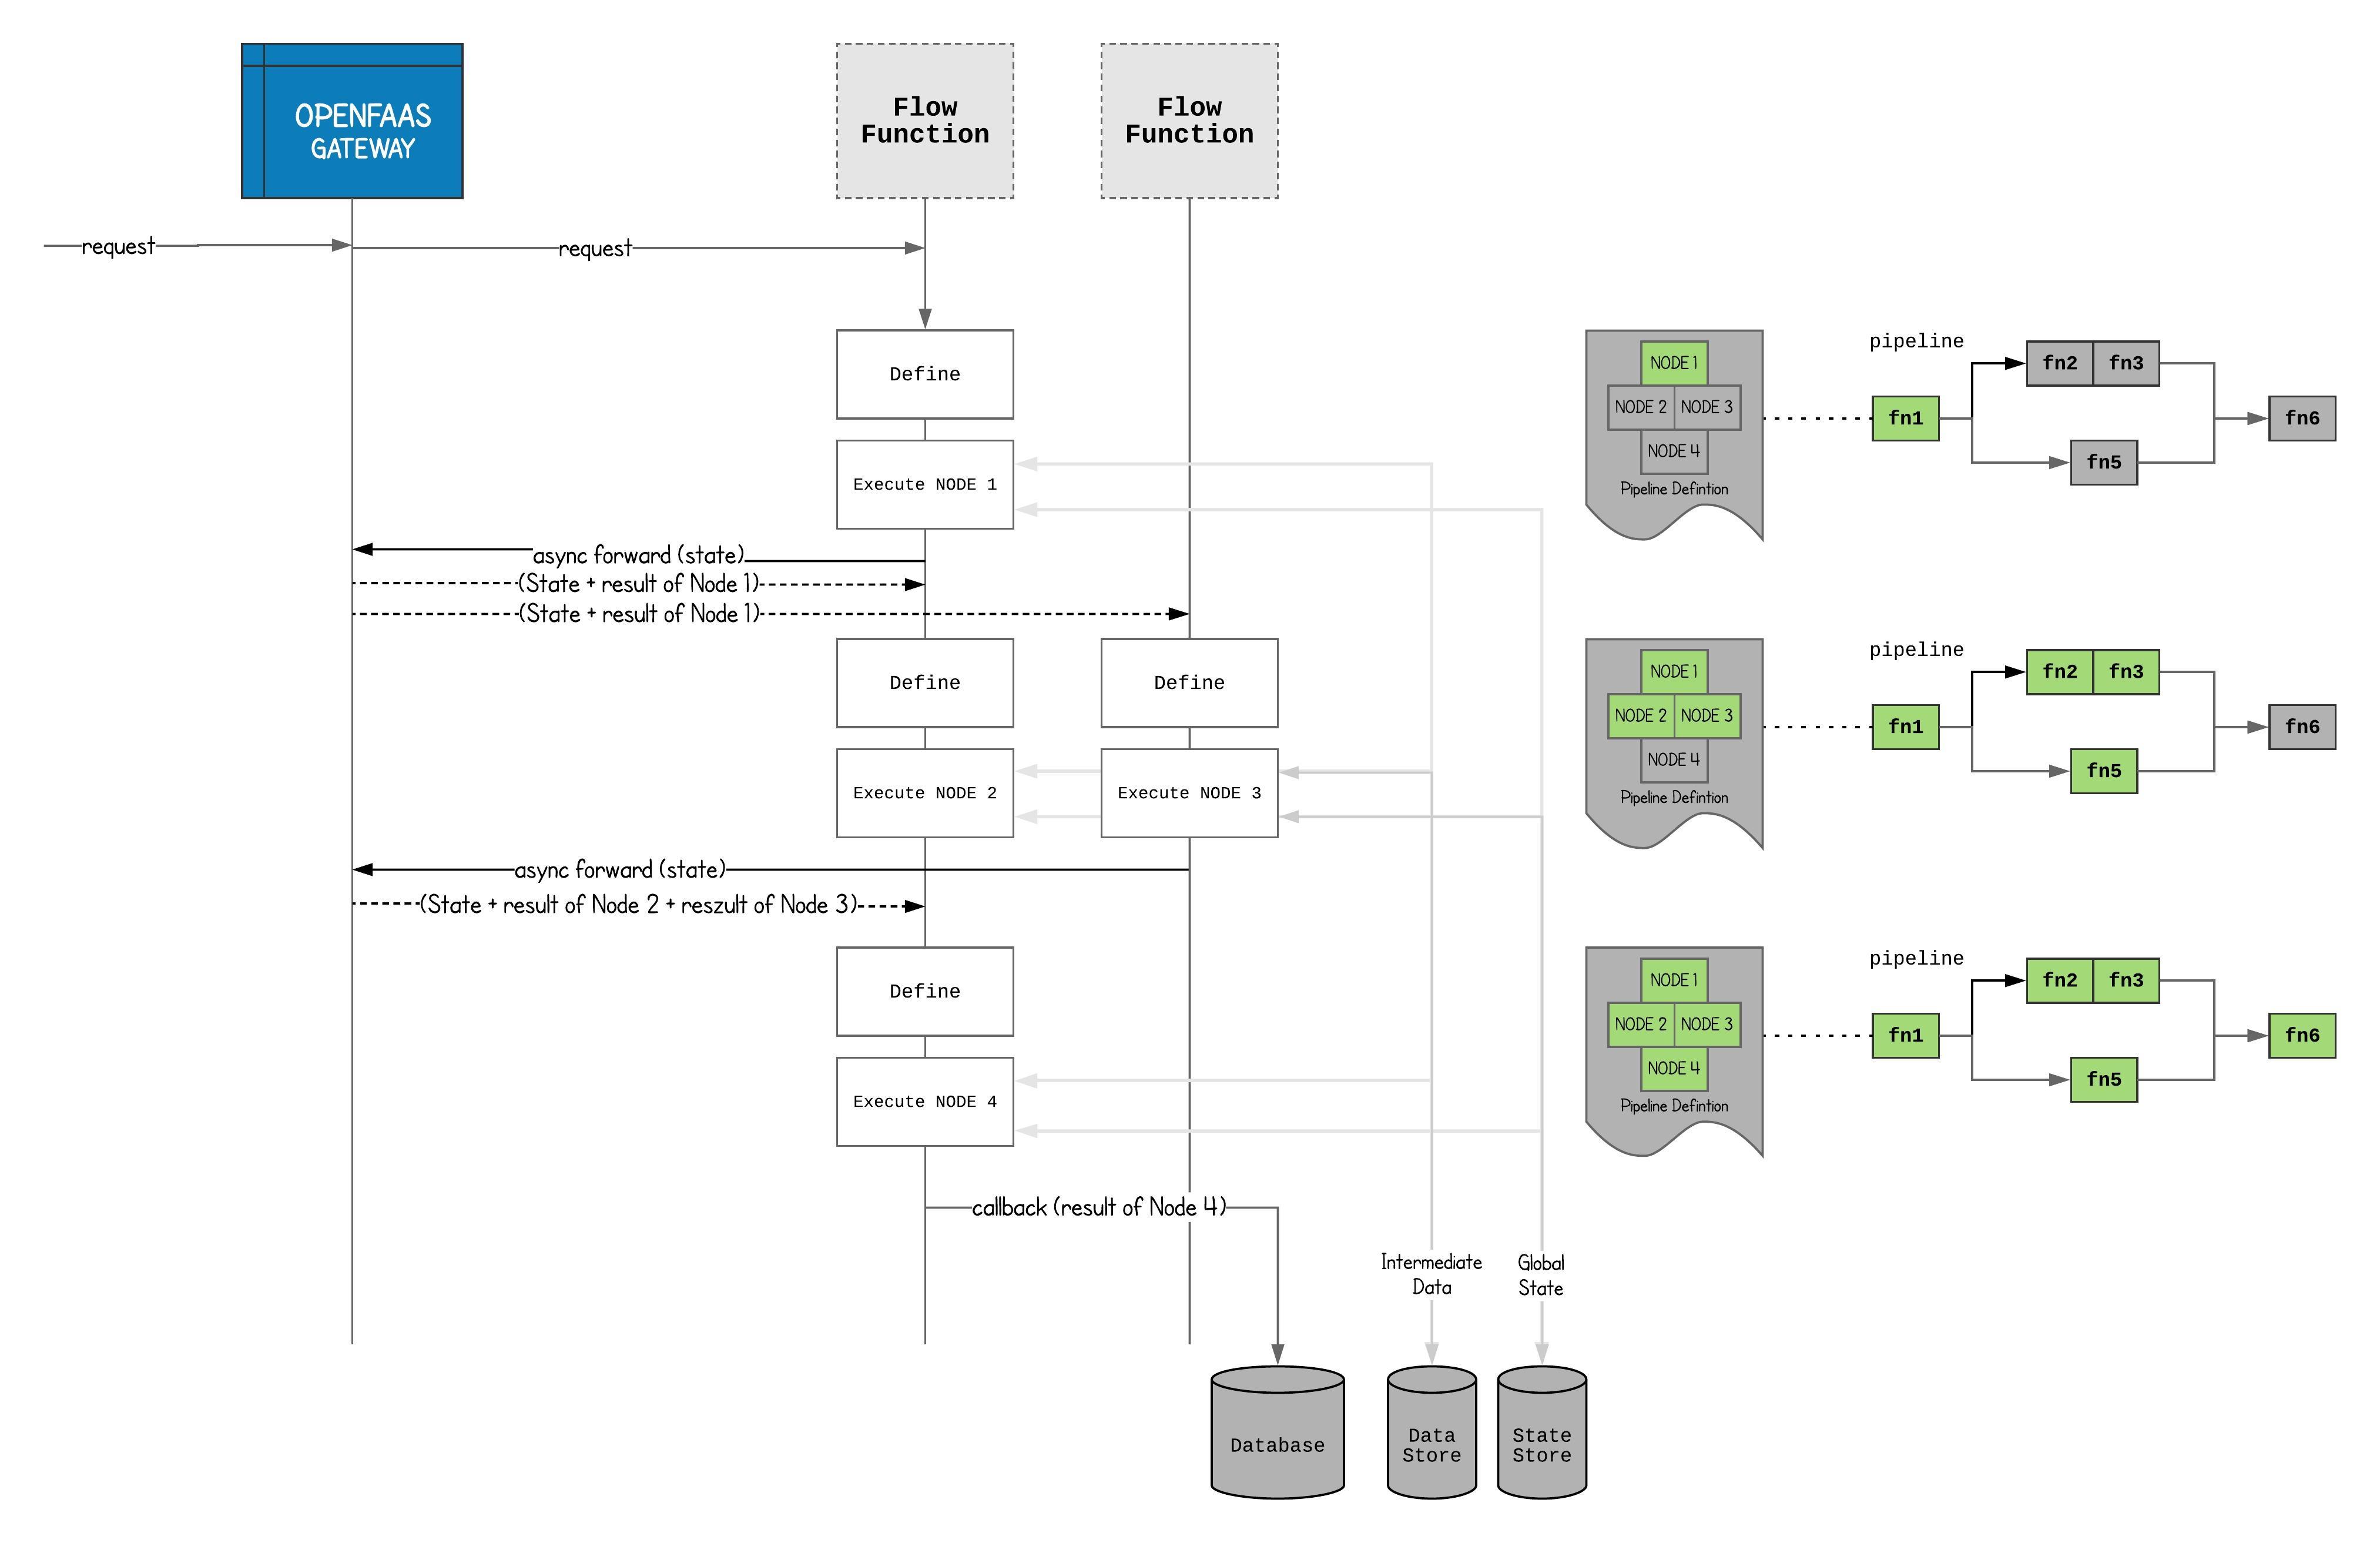 OPENFAAS
GATEWAY
Flow
Function
Flow
Function
request
request
Define
Execute NODE 1
NODE 1
NODE 2
NODE 3
NODE 4
Pipeline Defintion
pipeline
fn1
fn2
fn3
fn5
fn6
async forward (state)
(State + result of Node 1)
(State + result of Node 1)
Define
Define
Execute NODE 2
Execute NODE 3
NODE 1
NODE 2
NODE 3
NODE 4
Pipeline Defintion
pipeline
fn1
fn2
fn3
fn5
fn6
async forward (state)
(State + result of Node 2 + reszult of Node 3)
Define
Execute NODE 4
NODE 1
NODE 2
NODE 3
NODE 4
Pipeline Defintion
pipeline
fn1
fn2
fn3
fn5
fn6
callback (result of Node 4)
Intermediate
Data
Global
State
Database
Data
Store
State
Store